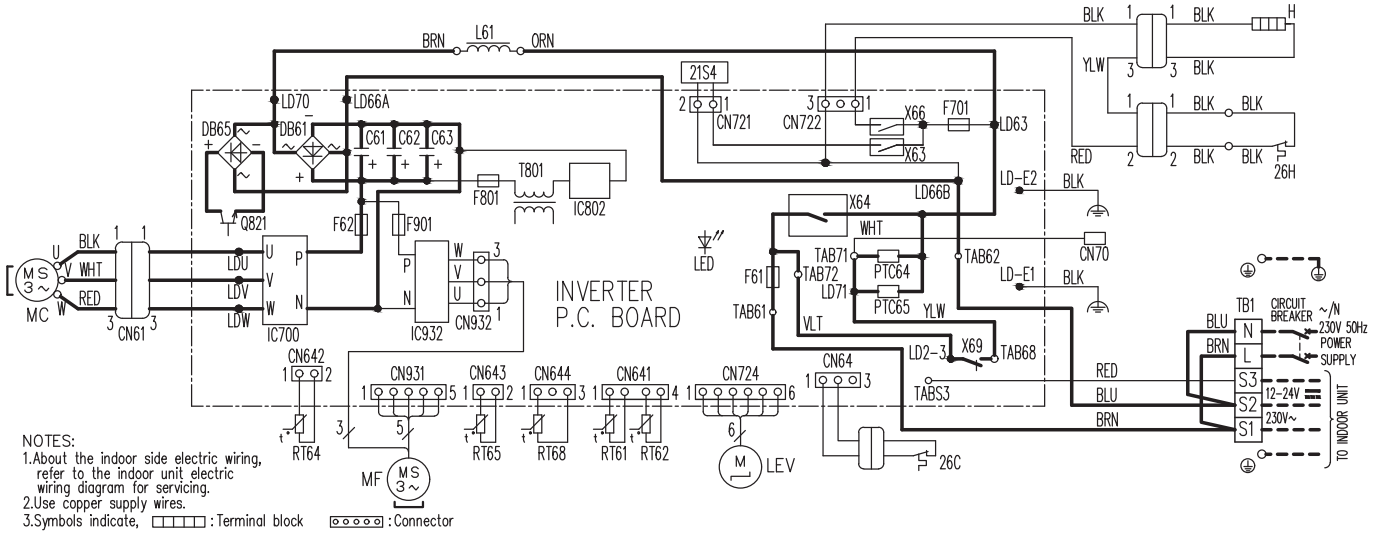 BRN L61 ORN
BLK 1 1 BLK H
YLW 3 3 BLK
21S4
LD70 LD66A
2 1 CN721
3 1 CN722
X66 F701
X63 LD63
1 1 BLK BLK
RED 2 2 BLK BLK
26H
DB65 DB61 C61 C62 C63
+ ~ - ~
- ~ + ~
+ + +
F801 T801 IC802
Q821
F62 F901
LD66B
LD-E2 BLK
X64
WHT
TAB71 PTC64 TAB62
CN70
LED
F61 TAB72
LD71 PTC65
LD-E1 BLK
TAB61
VLT YLW
LD2-3 X69 TAB68
MS
3~
MC
U BLK 1 1
V WHT
W RED 3 3
CN61
LDU
LDV
LDW
U P
V
W N
IC700
P W 3
V
N U 1
IC932 CN932
INVERTER
P.C. BOARD
TB1 CIRCUIT
BREAKER ~/N
230V 50Hz
POWER
SUPPLY
BLU N
BRN L
RED S3
BLU S2 12-24V
BRN S1 230V~
TO INDOOR UNIT
CN642
1 2
CN931
1 5
CN643
1 2
CN644
1 3
CN641
1 4
CN724
1 6
CN64
1 3
TABS3
t° RT64
3 5
t° RT65
t° RT68
t° RT61 t° RT62
6
M
LEV
26C
MF MS
3~
NOTES:
1.About the indoor side electric wiring,
refer to the indoor unit electric
wiring diagram for servicing.
2.Use copper supply wires.
3.Symbols indicate, :Terminal block :Connector